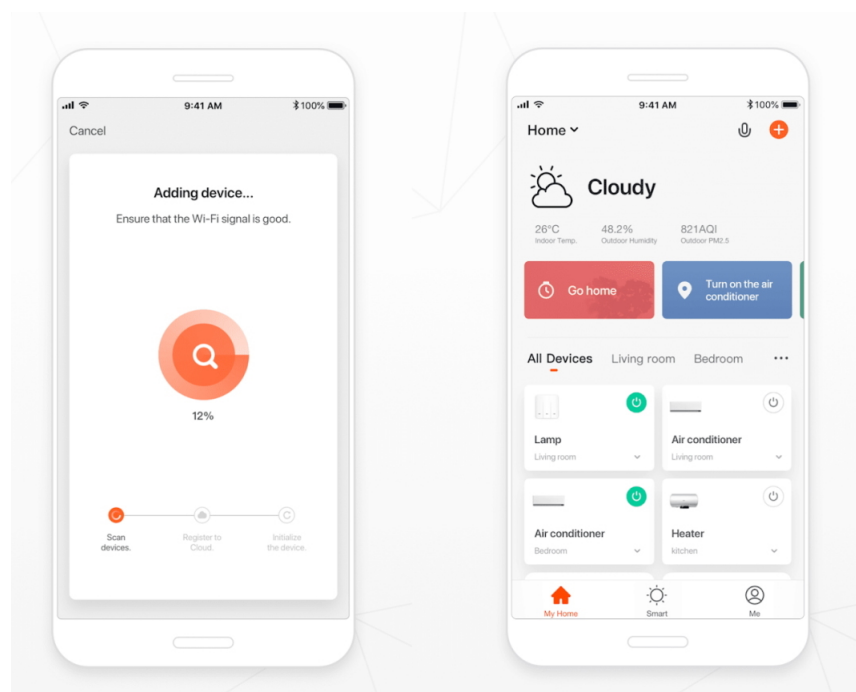 9:41 AM
100%
Cancel
Adding device...
Ensure that the Wi-Fi signal is good.
12%
Scan
devices.
Register to
Cloud.
Initialize
the device.
9:41 AM
100%
Home
Cloudy
26°C
Indoor Temp.
48.2%
Outdoor Humidity
821AQI
Outdoor PM2.5
Go home
Turn on the air
conditioner
All Devices
Living room
Bedroom
Lamp
Living room
Air conditioner
Living room
Air conditioner
Bedroom
Heater
kitchen
My Home
Smart
Me